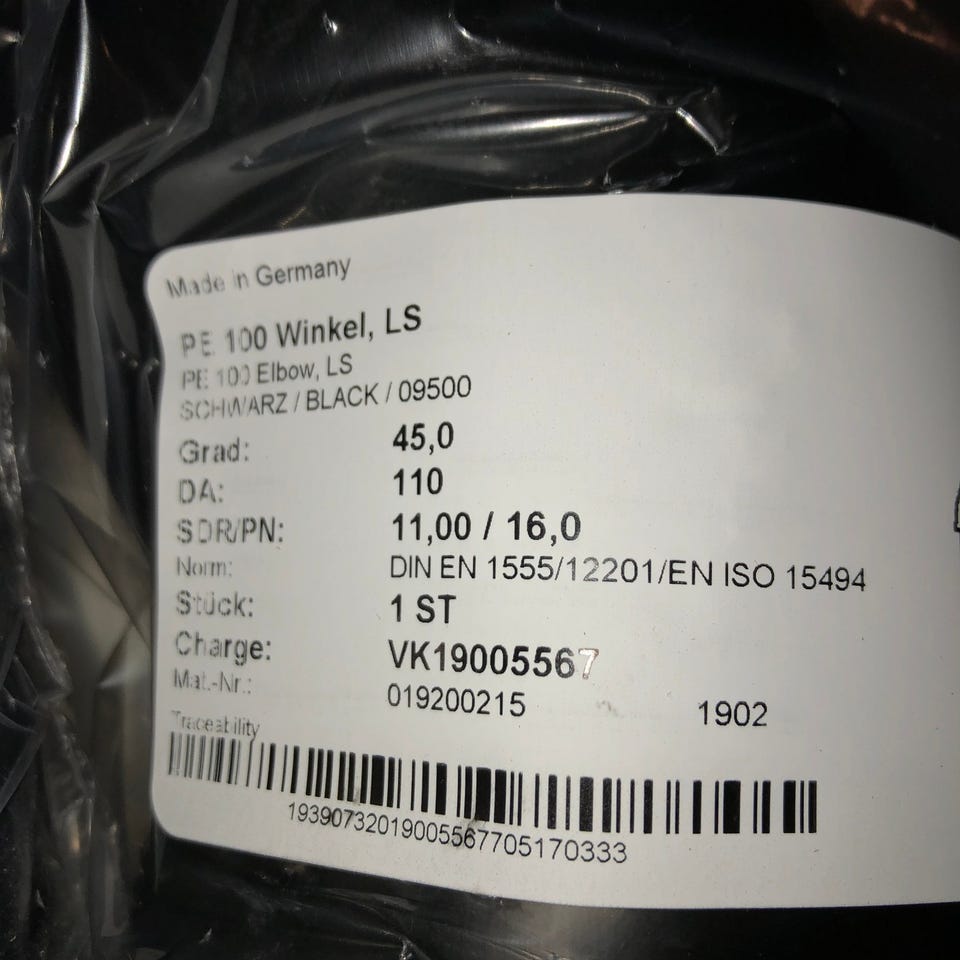 Made in Germany
PE 100 Winkel, LS
PE 100 Elbow, LS
SCHWARZ / BLACK / 09500
Grad: 45,0
DA: 110
SDR/PN: 11,00 / 16,0
Norm: DIN EN 1555/12201/EN ISO 15494
Stück: 1 ST
Charge: VK19005567
Mat.-Nr.: 019200215 1902
Traceability
19390732019005567705170333